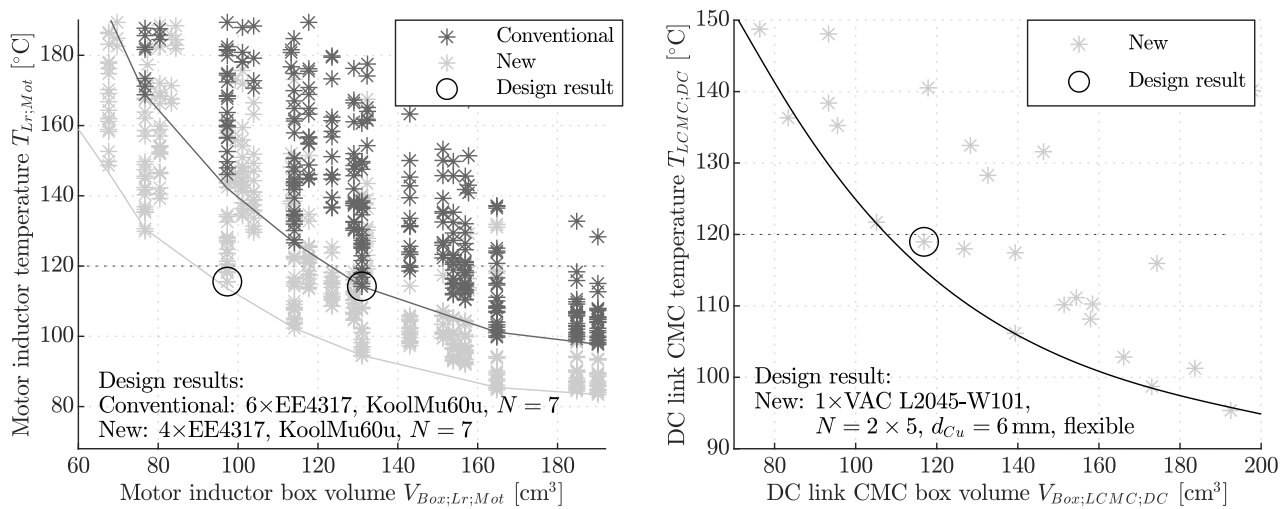 Motor inductor temperature T_{Lr;Mot} [°C]
180
160
140
120
100
80
60
80
100
120
140
160
180
Motor inductor box volume V_{Box;Lr;Mot} [cm³]
Conventional
New
Design result
Design results:
Conventional: 6×EE4317, KoolMu60u, N = 7
New: 4×EE4317, KoolMu60u, N = 7
DC link CMC temperature T_{LCMC;DC} [°C]
150
140
130
120
110
100
90
80
100
120
140
160
180
200
DC link CMC box volume V_{Box;LCMC;DC} [cm³]
New
Design result
Design result:
New: 1×VAC L2045-W101,
N = 2 × 5, d_{Cu} = 6 mm, flexible